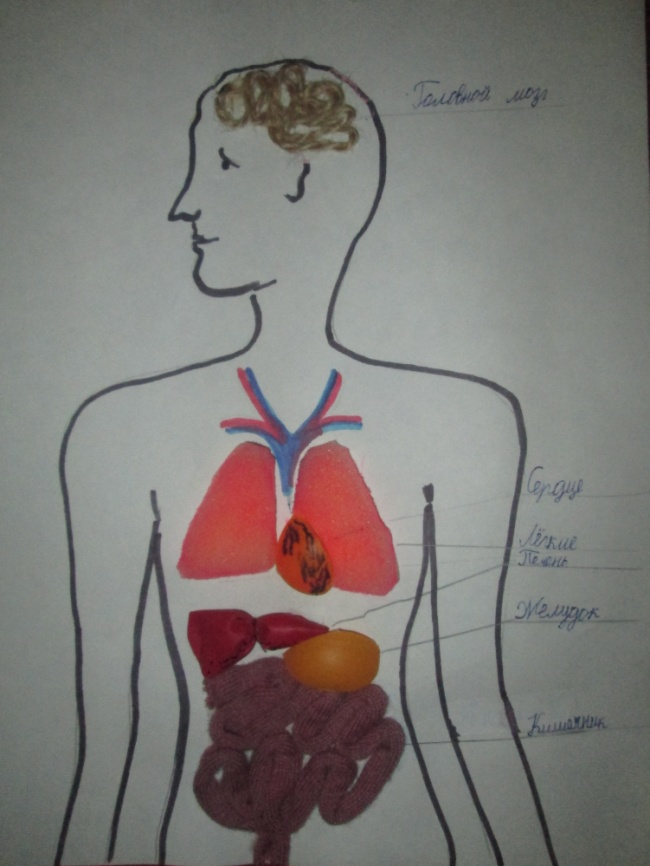 Головной мозг
Сердце
Лёгкие
Печень
Желудок
Кишечник